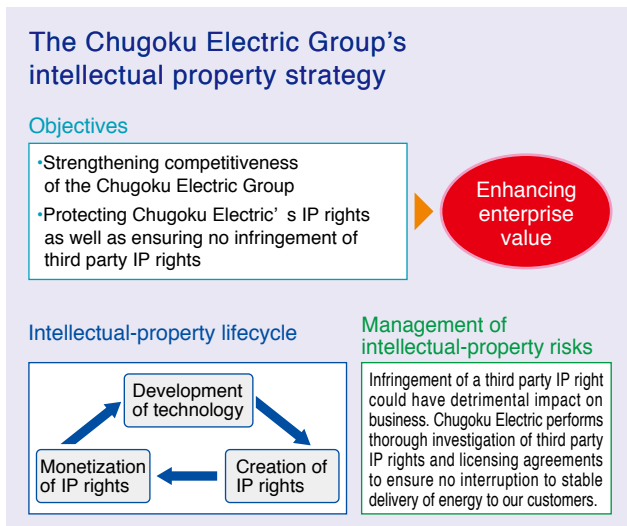 The Chugoku Electric Group's
intellectual property strategy
Objectives
・Strengthening competitiveness
of the Chugoku Electric Group
・Protecting Chugoku Electric' s IP rights
as well as ensuring no infringement of
third party IP rights
Enhancing
enterprise
value
Intellectual-property lifecycle
Development
of technology
Creation of
IP rights
Monetization
of IP rights
Management of
intellectual-property risks
Infringement of a third party IP right
could have detrimental impact on
business. Chugoku Electric performs
thorough investigation of third party
IP rights and licensing agreements
to ensure no interruption to stable
delivery of energy to our customers.